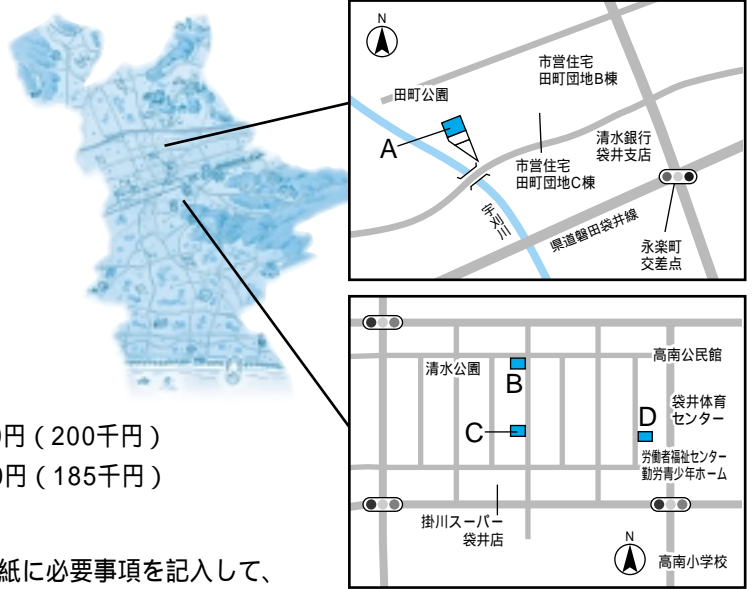 N
田町公園
A
市営住宅
田町団地B棟
市営住宅
田町団地C棟
清水銀行
袋井支店
宇刈川
県道磐田袋井線
永楽町
交差点
清水公園
B
C
D
高南公民館
袋井体育
センター
労働者福祉センター
勤労青少年ホーム
掛川スーパー
袋井店
N
高南小学校
円(200千円)
0円(185千円)
紙に必要事項を記入して、